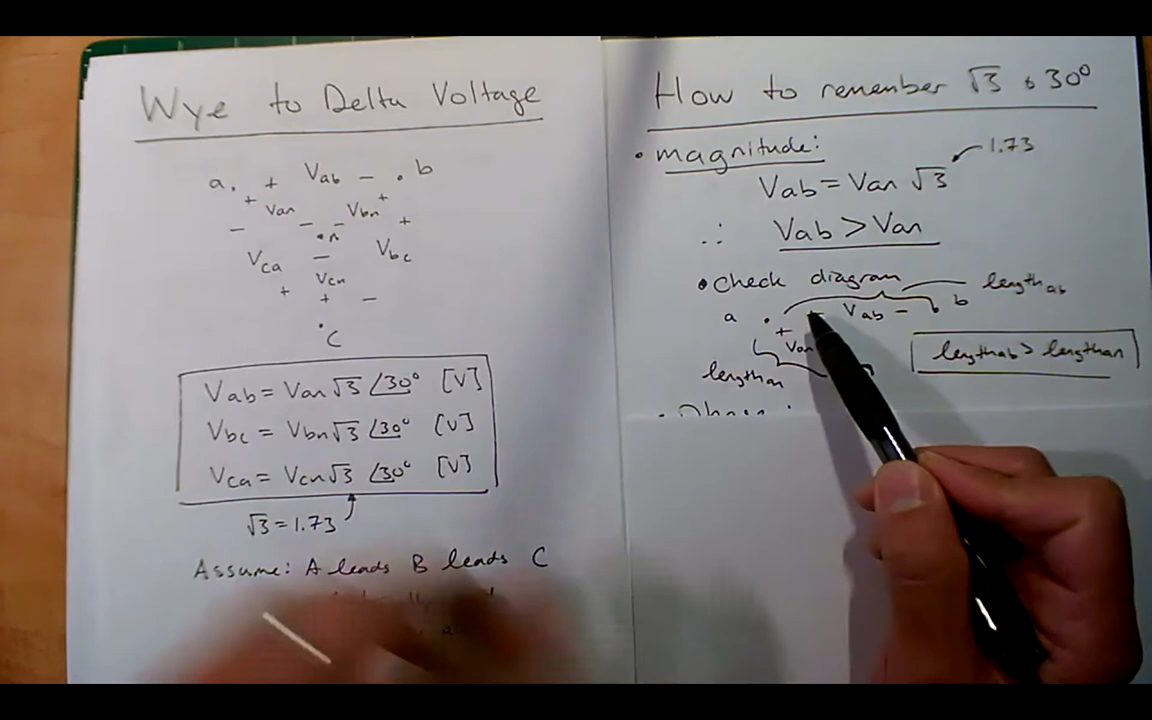 Wye to Delta Voltage
a. + Vab - . b
+ Van - - Vbn +
- . n +
Vca - Vbc
+ Vcn -
+
. C
Vab = Van√3 ∠30° [V]
Vbc = Vbn√3 ∠30° [V]
Vca = Vcn√3 ∠30° [V]
√3 = 1.73
Assume: A leads B leads C
How to remember √3 & 30°
• magnitude:
1.73
Vab = Van √3
∴ Vab > Van
• Check diagram
lengthab
a . + Vab - . b
+
Van
lengthab > lengthan
lengthan